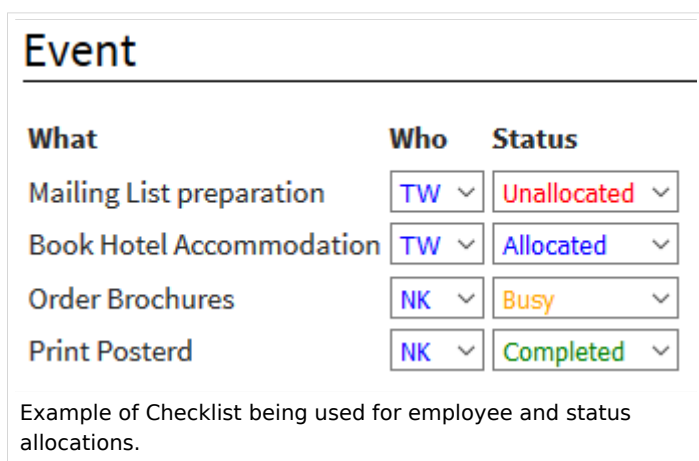 Event
What Who Status
Mailing List preparation TW Unallocated
Book Hotel Accommodation TW Allocated
Order Brochures NK Busy
Print Posterd NK Completed
Example of Checklist being used for employee and status
allocations.